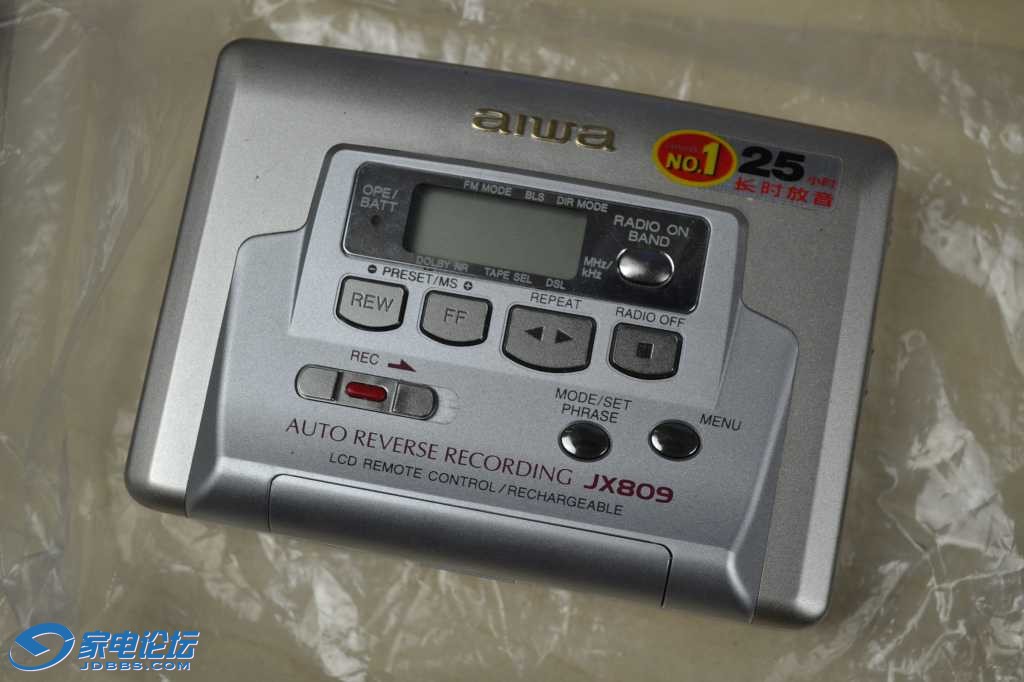 aiwa
NO.1
25小时
长时放音
OPE/
BATT
FM MODE BLS DIR MODE
RADIO ON
BAND
MHz/
kHz
DOLBY NR TAPE SEL DSL
- PRESET/MS +
REPEAT
RADIO OFF
REW
FF
REC
MODE/SET
PHRASE
MENU
AUTO REVERSE RECORDING JX809
LCD REMOTE CONTROL/RECHARGEABLE
家电论坛
JDBBS.COM